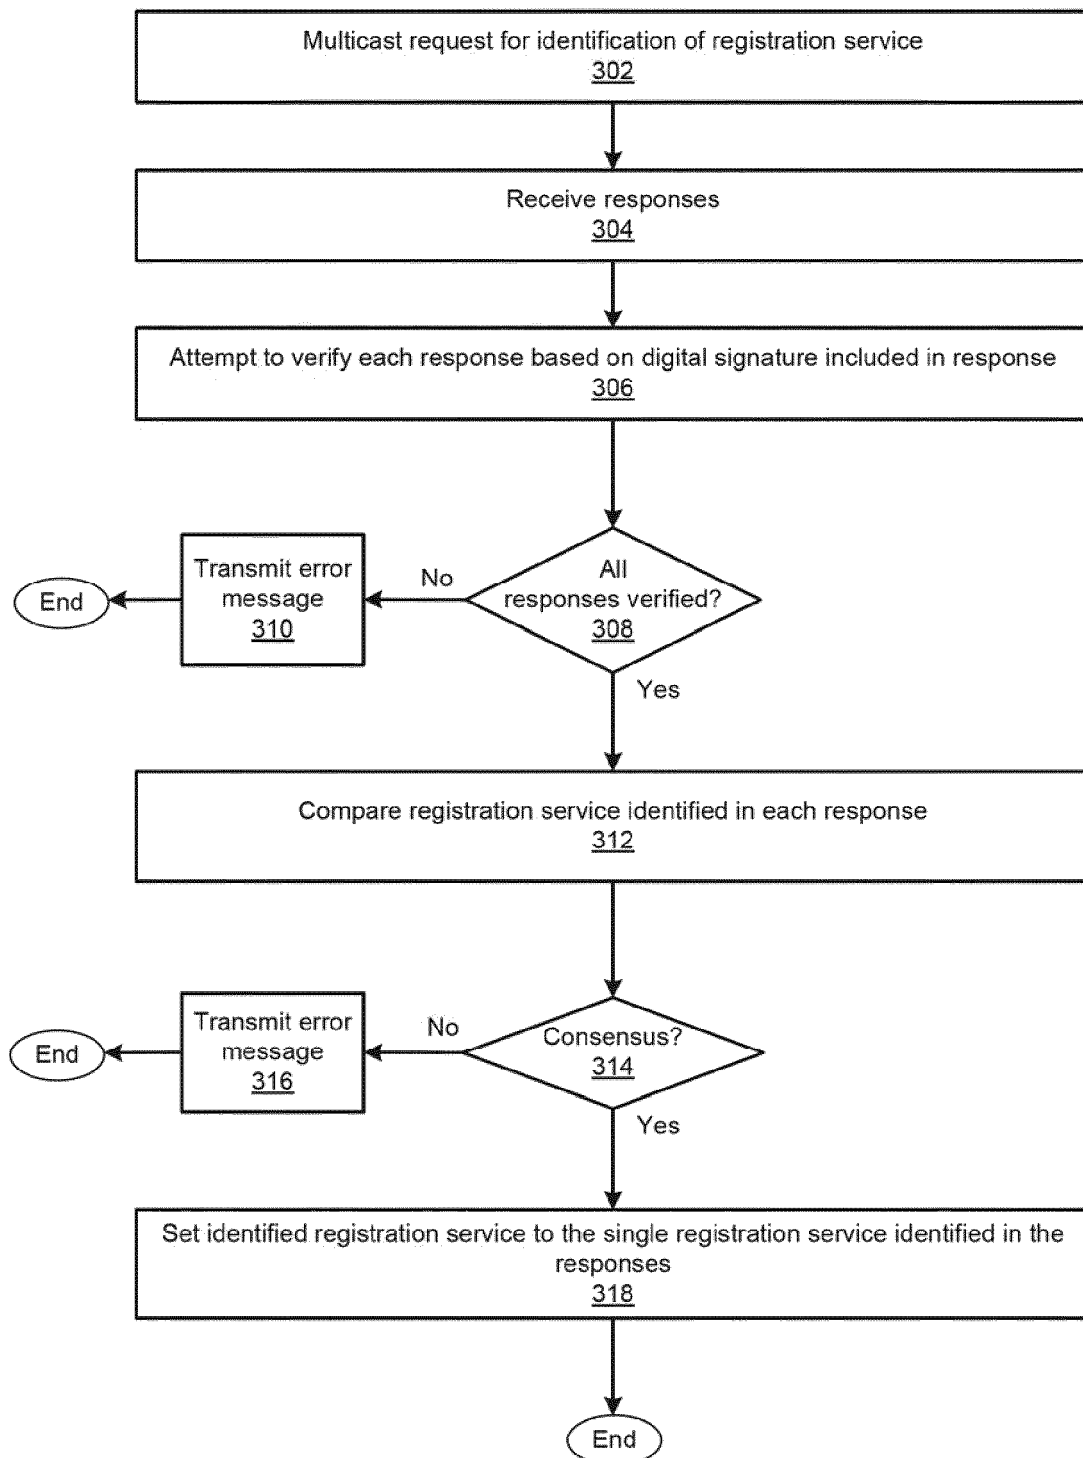 Multicast request for identification of registration service
302
Receive responses
304
Attempt to verify each response based on digital signature included in response
306
All
responses verified?
308
No
Transmit error
message
310
End
Yes
Compare registration service identified in each response
312
Consensus?
314
No
Transmit error
message
316
End
Yes
Set identified registration service to the single registration service identified in the
responses
318
End